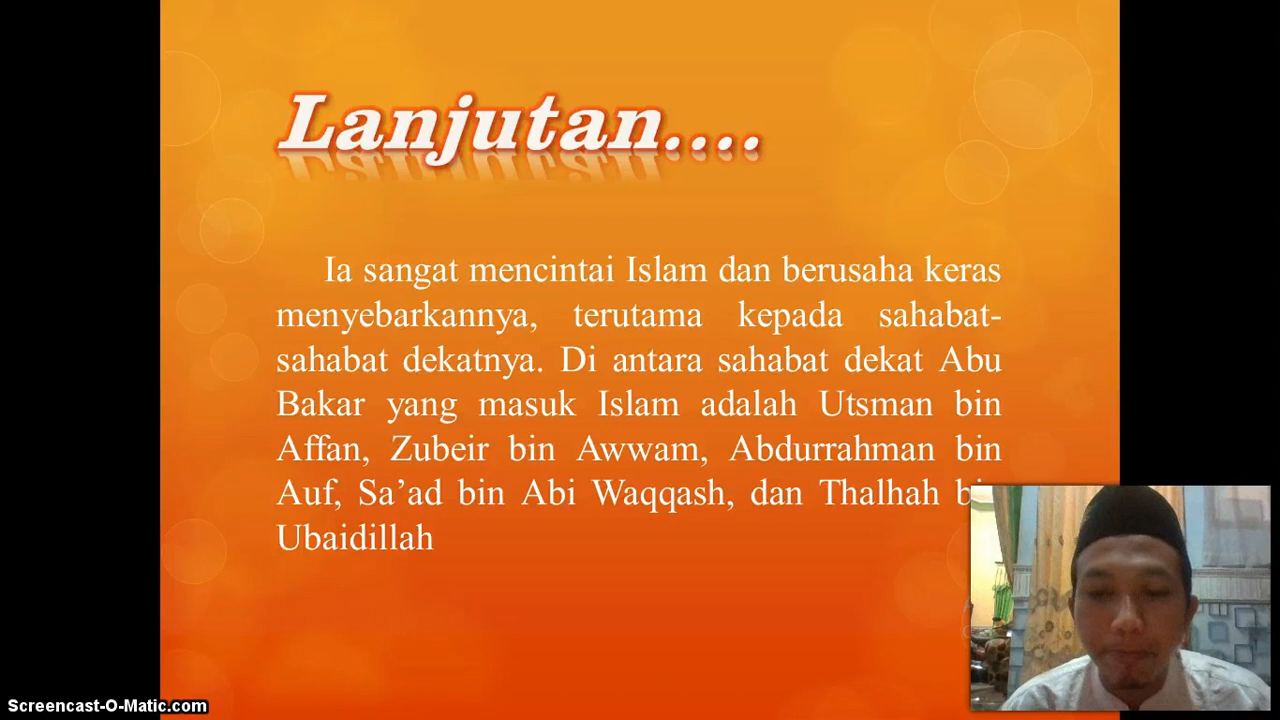 Lanjutan....
Ia sangat mencintai Islam dan berusaha keras
menyebarkannya, terutama kepada sahabat-
sahabat dekatnya. Di antara sahabat dekat Abu
Bakar yang masuk Islam adalah Utsman bin
Affan, Zubeir bin Awwam, Abdurrahman bin
Auf, Sa’ad bin Abi Waqqash, dan Thalhah
Ubaidillah
Screencast-O-Matic.com